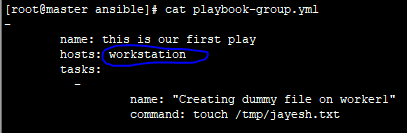 [root@master ansible]# cat playbook-group.yml
-
name: this is our first play
hosts: workstation
tasks:
-
name: "Creating dummy file on worker1"
command: touch /tmp/jayesh.txt